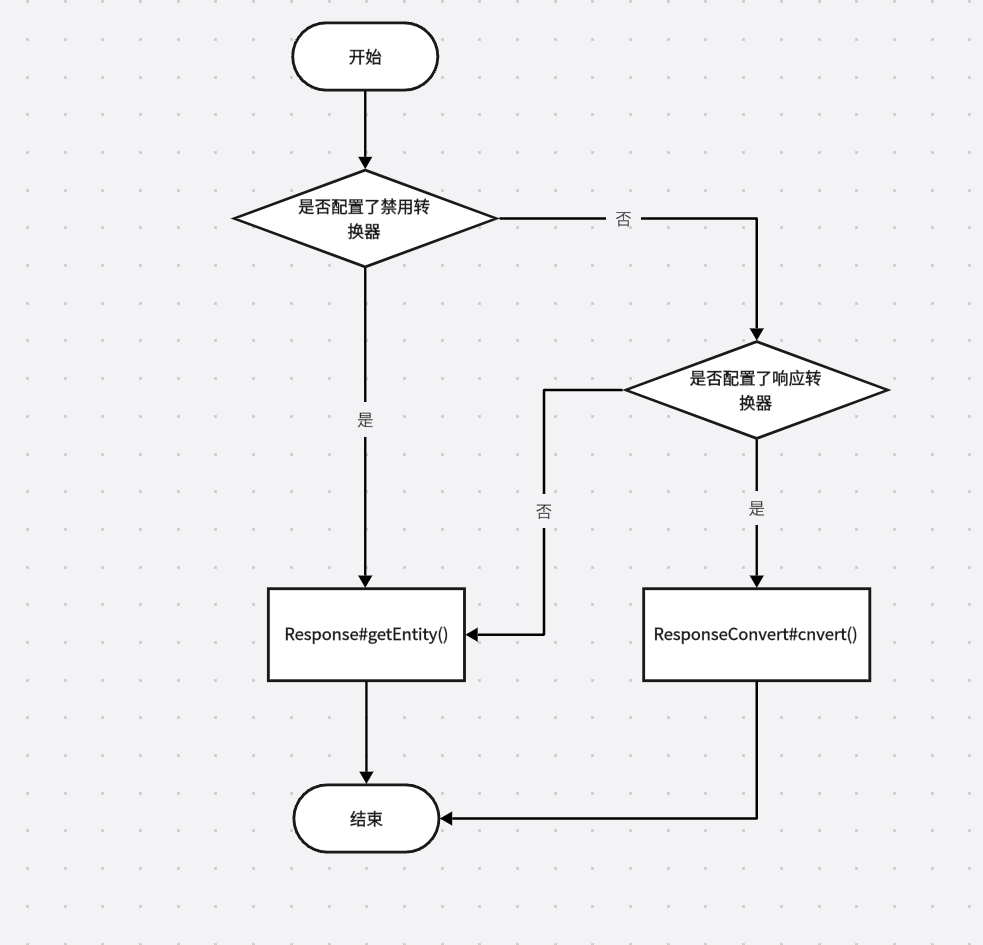 开始
是否配置了禁用转
换器
否
是否配置了响应转
换器
是
否
是
Response#getEntity()
ResponseConvert#cnvert()
结束